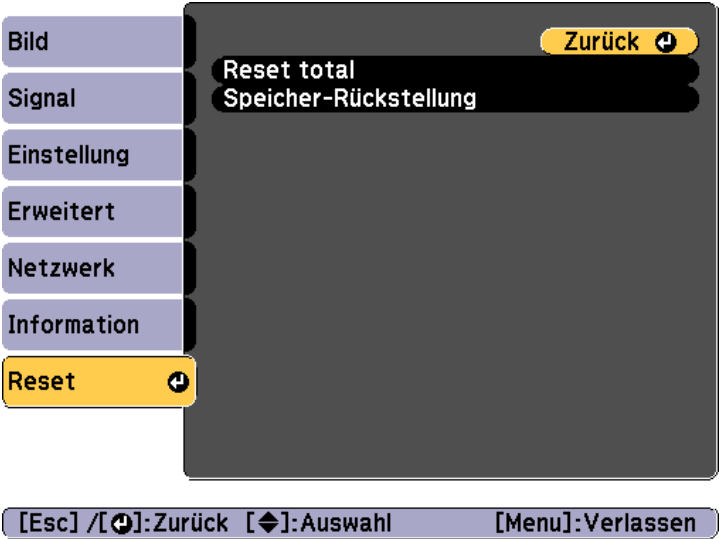 Bild
Signal
Einstellung
Erweitert
Netzwerk
Information
Reset
Zurück
Reset total
Speicher-Rückstellung
[Esc] /[⏎]:Zurück [◆]:Auswahl [Menu]:Verlassen